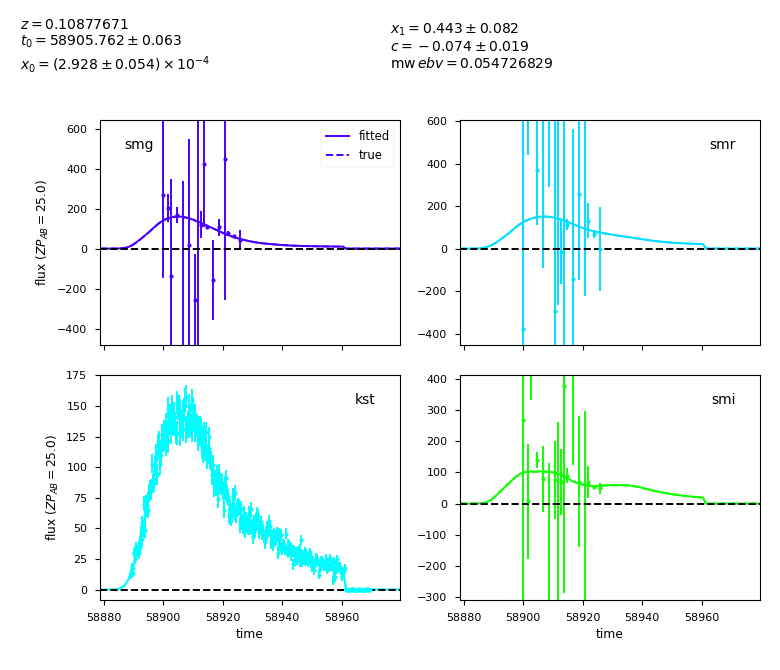 z = 0.10877671
t₀ = 58905.762 ± 0.063
x₀ = (2.928 ± 0.054) × 10⁻⁴
x₁ = 0.443 ± 0.082
c = −0.074 ± 0.019
mw ebv = 0.054726829
smg
fitted
true
600
400
200
0
−200
−400
flux (ZP_AB = 25.0)
smr
600
400
200
0
−200
−400
kst
175
150
125
100
75
50
25
0
flux (ZP_AB = 25.0)
58880 58900 58920 58940 58960
time
smi
400
300
200
100
0
−100
−200
−300
58880 58900 58920 58940 58960
time